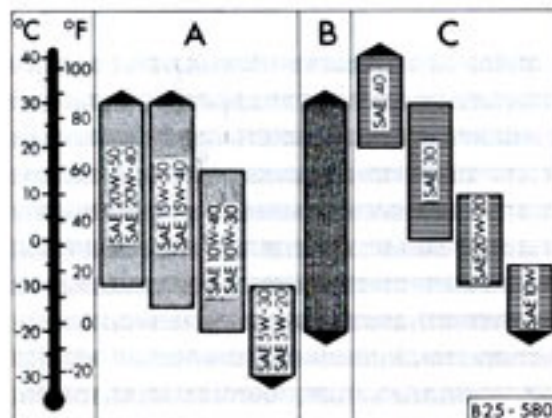 °C °F A B C
40
100
30
80
20
60
10
40
0
20
-10
0
-20
-20
-30
SAE 20W-50
SAE 20W-40
SAE 15W-50
SAE 15W-40
SAE 10W-40
SAE 10W-30
SAE 5W-30
SAE 5W-20
SAE 40
SAE 30
SAE 20W-20
SAE 10W
B25-580